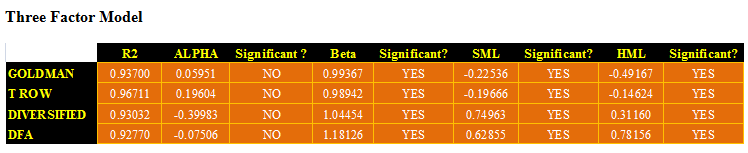 Three Factor Model
R2 ALPHA Significant ? Beta Significant? SML Significant? HML Significant?
GOLDMAN 0.93700 0.05951 NO 0.99367 YES -0.22536 YES -0.49167 YES
T ROW 0.96711 0.19604 NO 0.98942 YES -0.19666 YES -0.14624 YES
DIVERSIFIED 0.93032 -0.39983 NO 1.04454 YES 0.74963 YES 0.31160 YES
DFA 0.92770 -0.07506 NO 1.18126 YES 0.62855 YES 0.78156 YES